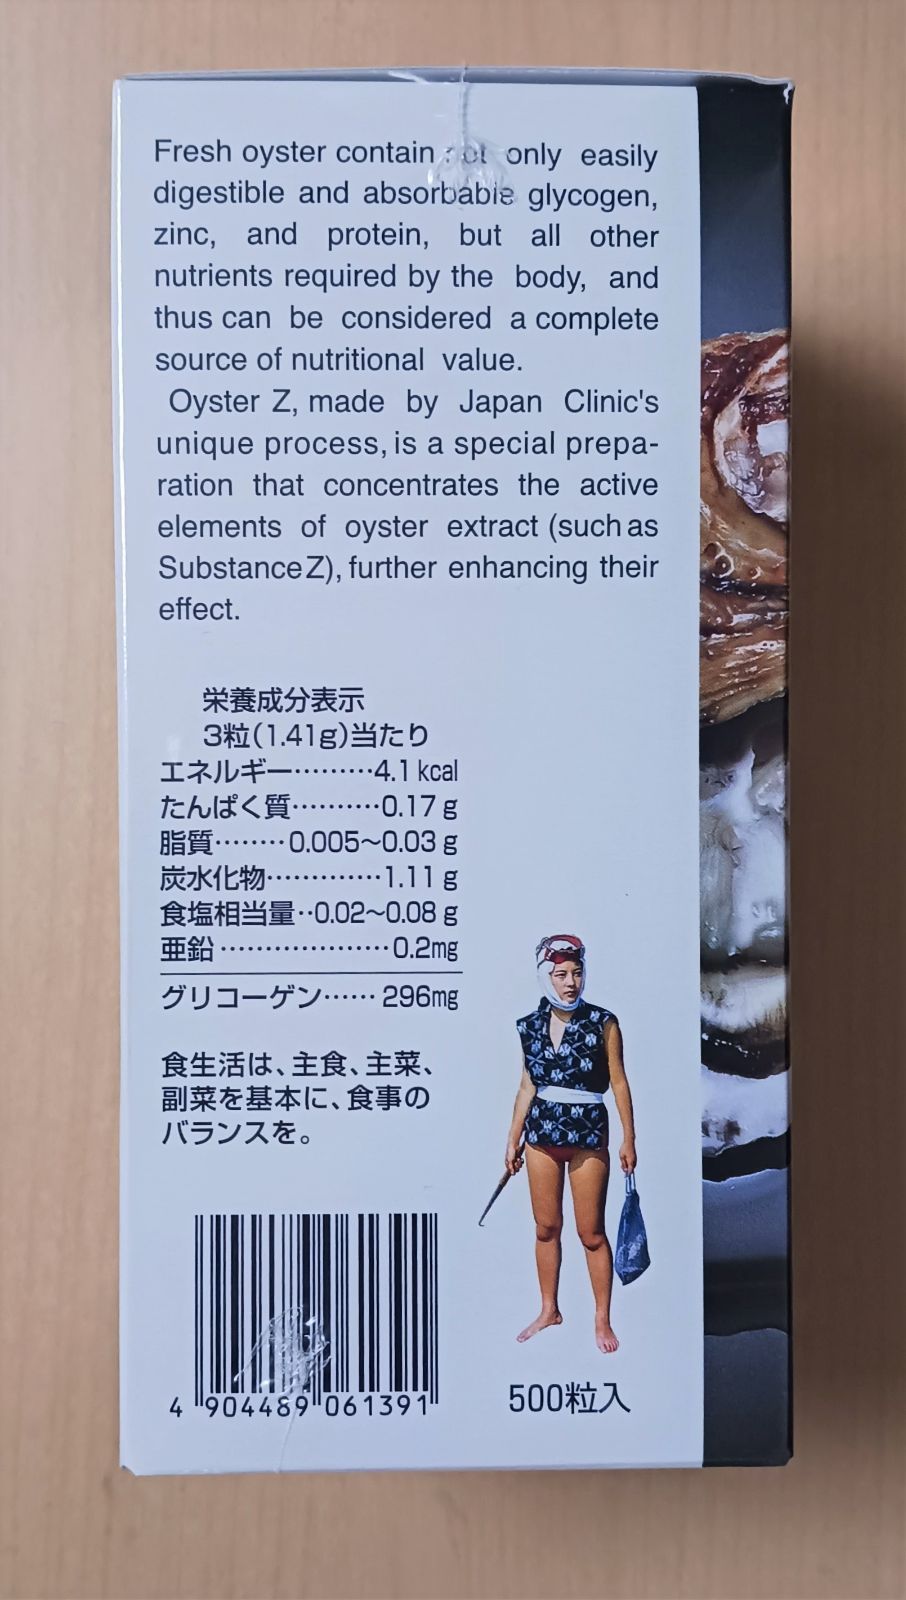 Fresh oyster contain not only easily
digestible and absorbable glycogen,
zinc, and protein, but all other
nutrients required by the body, and
thus can be considered a complete
source of nutritional value.
Oyster Z, made by Japan Clinic's
unique process, is a special prepa-
ration that concentrates the active
elements of oyster extract (such as
Substance Z), further enhancing their
effect.
栄養成分表示
3粒(1.41g)当たり
エネルギー………4.1 kcal
たんぱく質………0.17 g
脂質………0.005〜0.03 g
炭水化物…………1.11 g
食塩相当量‥0.02〜0.08 g
亜鉛………………0.2mg
グリコーゲン……296mg
食生活は、主食、主菜、
副菜を基本に、食事の
バランスを。
4 904489 061391
500粒入